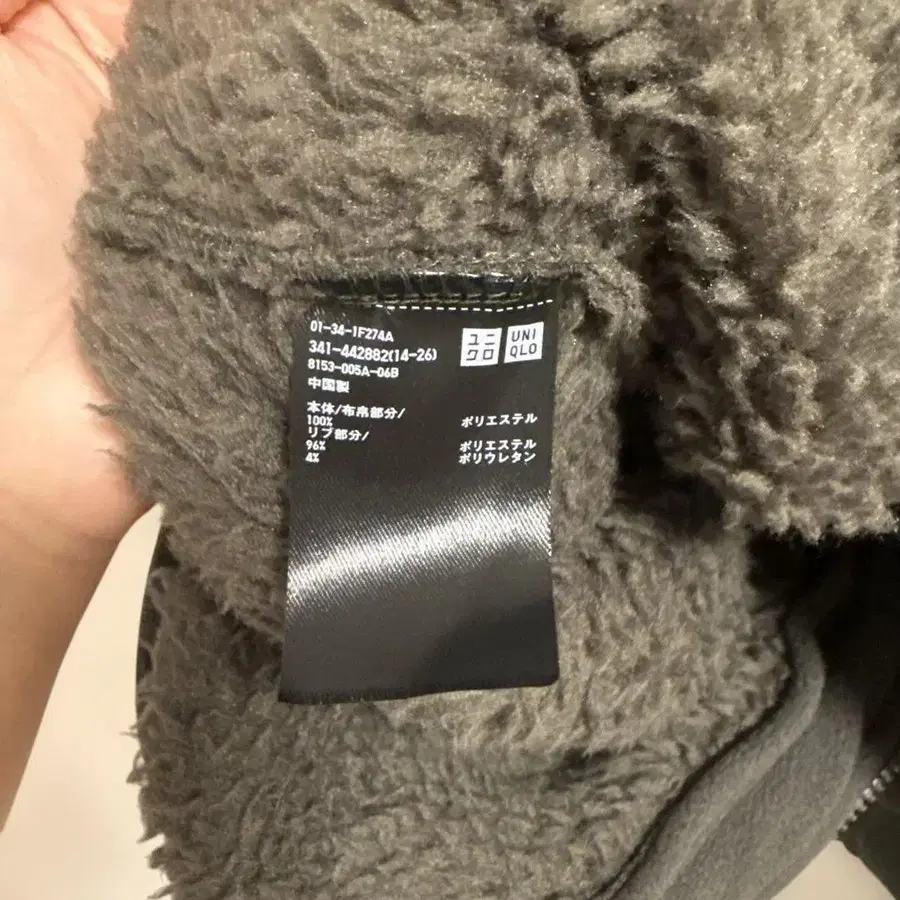 01-34-1F274A
341-442882(14-26)
8153-005A-06B
中国製
ユニ
クロ
UNI
QLO
本体/布帛部分/
100% ポリエステル
リブ部分/
96% ポリエステル
4% ポリウレタン